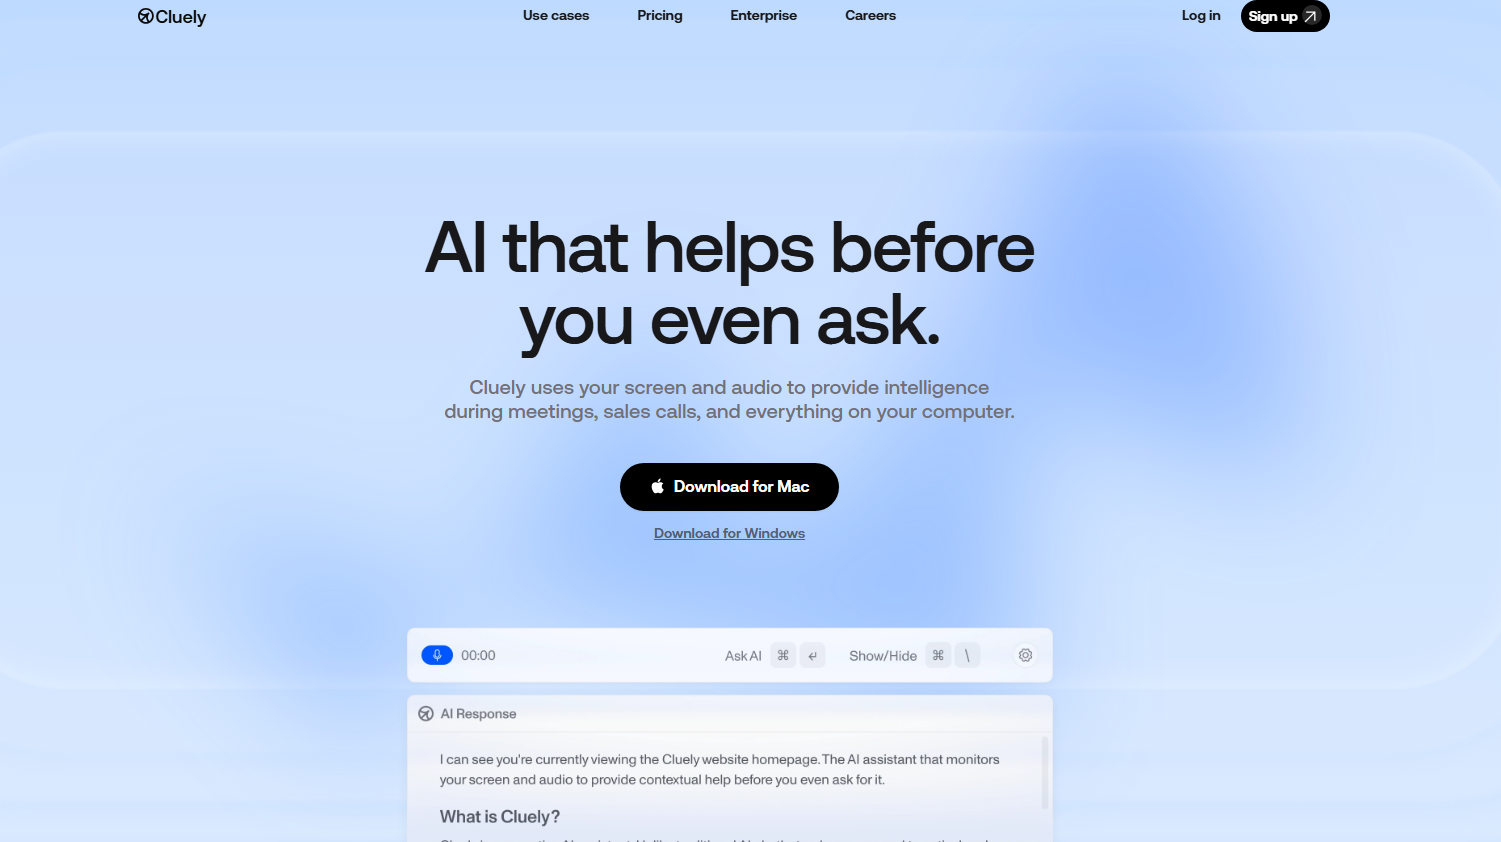 Cluely
Use cases
Pricing
Enterprise
Careers
Log in
Sign up
AI that helps before
you even ask.
Cluely uses your screen and audio to provide intelligence
during meetings, sales calls, and everything on your computer.
Download for Mac
Download for Windows
00:00
Ask AI ⌘ ↵
Show/Hide ⌘ \
AI Response
I can see you're currently viewing the Cluely website homepage. The AI assistant that monitors
your screen and audio to provide contextual help before you even ask for it.
What is Cluely?